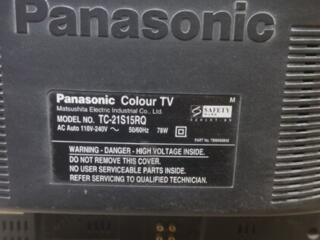 Panasonic
Panasonic Colour TV
M
Matsushita Electric Industrial Co., Ltd.
MODEL NO. TC-21S15RQ
AC Auto 110V-240V ~ 50/60Hz 78W
SAFETY
WARNING - DANGER - HIGH VOLTAGE INSIDE.
DO NOT REMOVE THIS COVER.
NO USER SERVICEABLE PARTS INSIDE.
REFER SERVICING TO QUALIFIED TECHNICIAN.